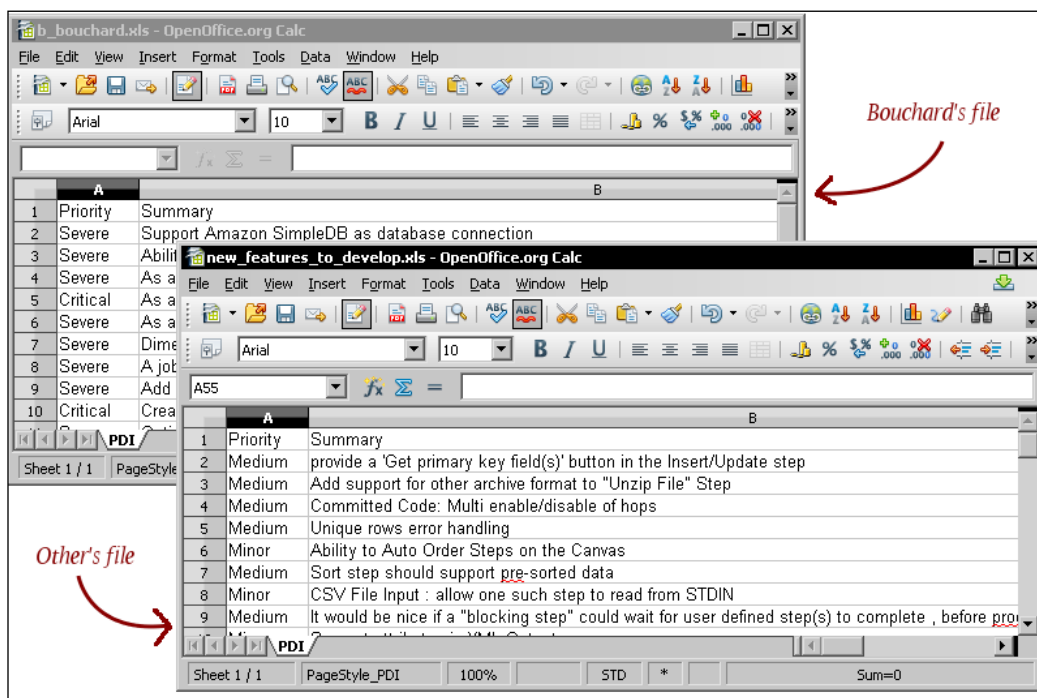 b_bouchard.xls - OpenOffice.org Calc
File Edit View Insert Format Tools Data Window Help
Arial 10 B I U
A B
1 Priority Summary
2 Severe Support Amazon SimpleDB as database connection
3 Severe
4 Severe As a
5 Critical As a
6 Severe As a
7 Severe
8 Severe A job
9 Severe Add
10 Critical
PDI
Sheet 1 / 1
Bouchard's file
new_features_to_develop.xls - OpenOffice.org Calc
File Edit View Insert Format Tools Data Window Help
Arial 10 B I U
A55
A B
1 Priority Summary
2 Medium provide a 'Get primary key field(s)' button in the Insert/Update step
3 Medium Add support for other archive format to "Unzip File" Step
4 Medium Committed Code: Multi enable/disable of hops
5 Medium Unique rows error handling
6 Minor Ability to Auto Order Steps on the Canvas
7 Medium Sort step should support pre-sorted data
8 Minor CSV File Input : allow one such step to read from STDIN
9 Medium It would be nice if a "blocking step" could wait for user defined step(s) to complete , before
PDI
Sheet 1 / 1 PageStyle_PDI 100% STD * Sum=0
Other's file